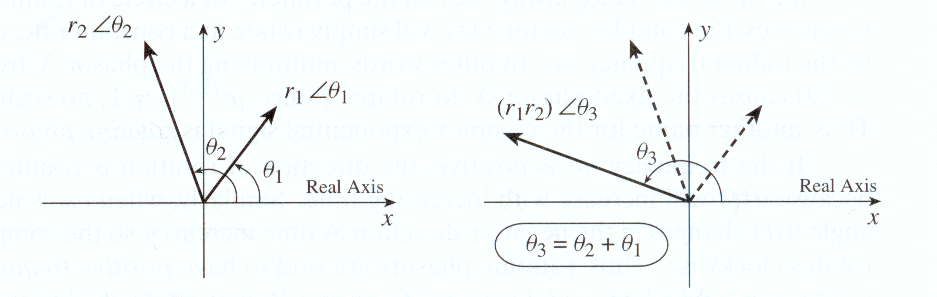 r₂ ∠θ₂
y
r₁ ∠θ₁
θ₂
θ₁
Real Axis
x
y
(r₁r₂) ∠θ₃
θ₃
Real Axis
x
θ₃ = θ₂ + θ₁